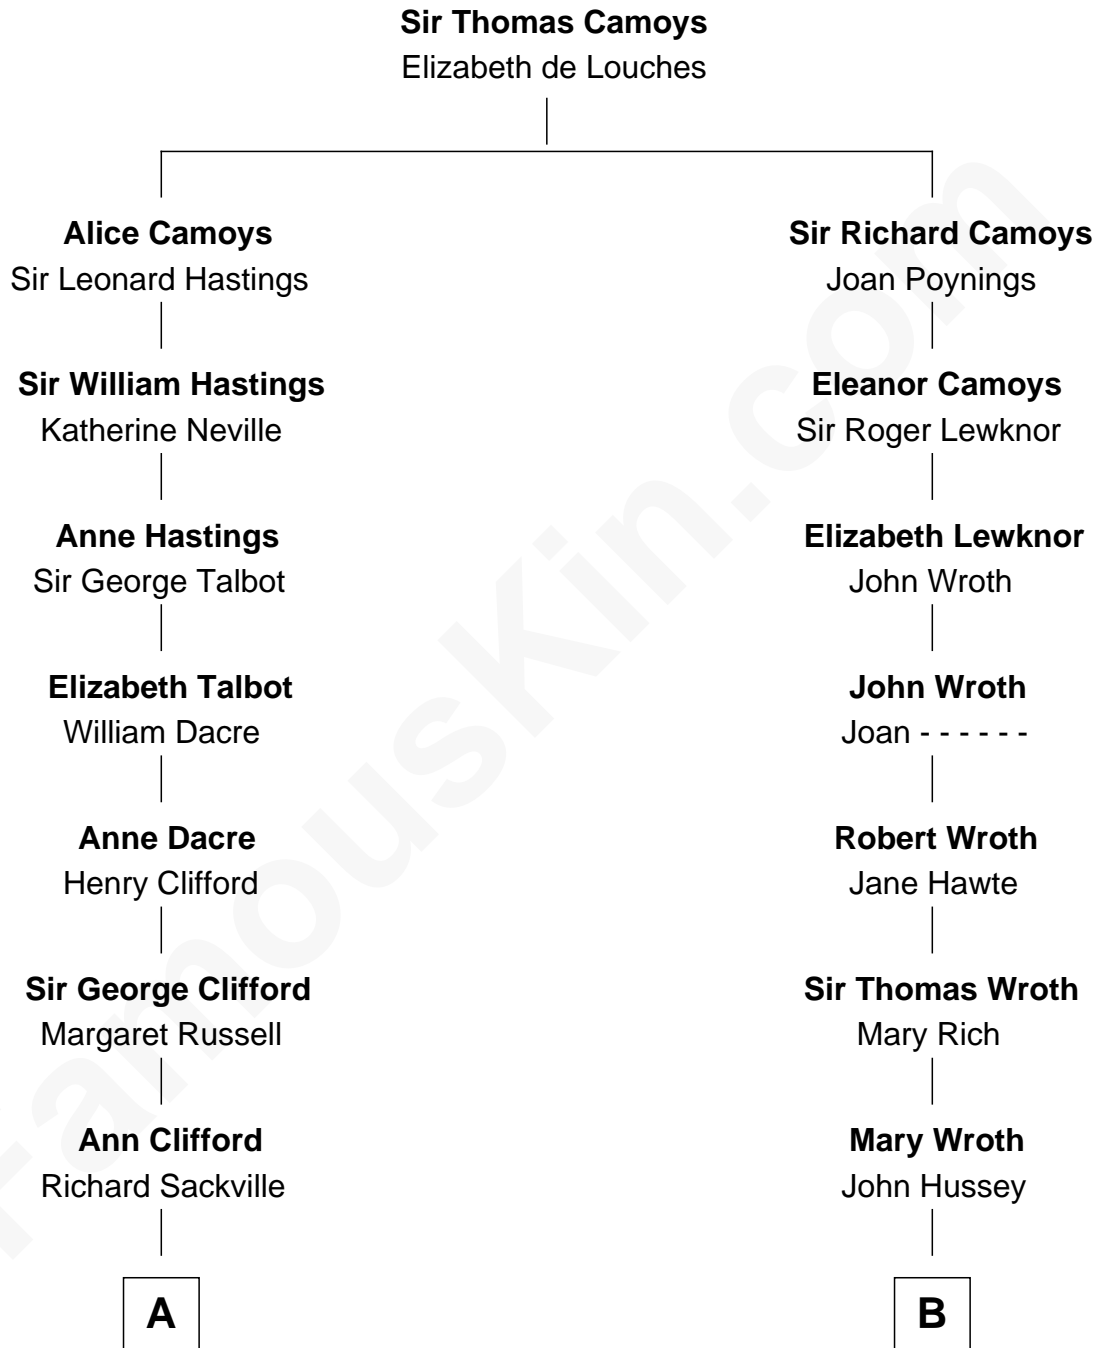 Sir Thomas Camoys
Elizabeth de Louches
Alice Camoys
Sir Leonard Hastings
Sir William Hastings
Katherine Neville
Anne Hastings
Sir George Talbot
Elizabeth Talbot
William Dacre
Anne Dacre
Henry Clifford
Sir George Clifford
Margaret Russell
Ann Clifford
Richard Sackville
A
Sir Richard Camoys
Joan Poynings
Eleanor Camoys
Sir Roger Lewknor
Elizabeth Lewknor
John Wroth
John Wroth
Joan - - - - - -
Robert Wroth
Jane Hawte
Sir Thomas Wroth
Mary Rich
Mary Wroth
John Hussey
B
FamousKin.com